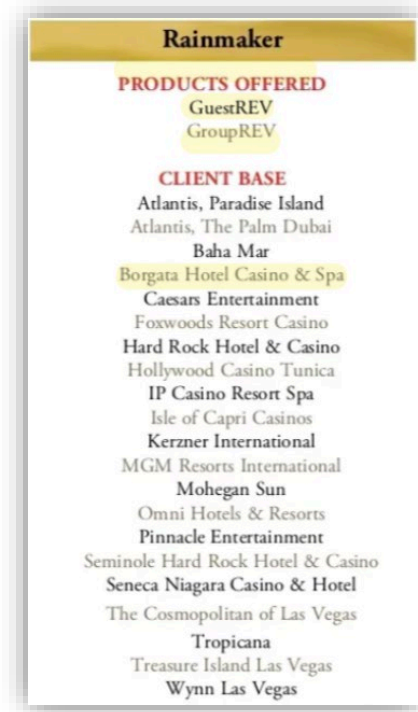 Rainmaker
PRODUCTS OFFERED
GuestREV
GroupREV
CLIENT BASE
Atlantis, Paradise Island
Atlantis, The Palm Dubai
Baha Mar
Borgata Hotel Casino & Spa
Caesars Entertainment
Foxwoods Resort Casino
Hard Rock Hotel & Casino
Hollywood Casino Tunica
IP Casino Resort Spa
Isle of Capri Casinos
Kerzner International
MGM Resorts International
Mohegan Sun
Omni Hotels & Resorts
Pinnacle Entertainment
Seminole Hard Rock Hotel & Casino
Seneca Niagara Casino & Hotel
The Cosmopolitan of Las Vegas
Tropicana
Treasure Island Las Vegas
Wynn Las Vegas